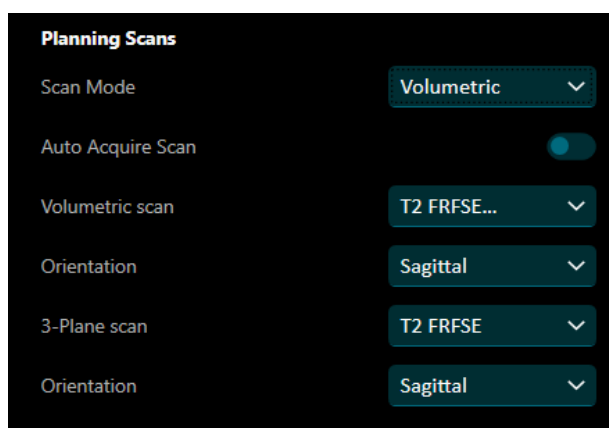 Planning Scans
Scan Mode Volumetric
Auto Acquire Scan
Volumetric scan T2 FRFSE...
Orientation Sagittal
3-Plane scan T2 FRFSE
Orientation Sagittal